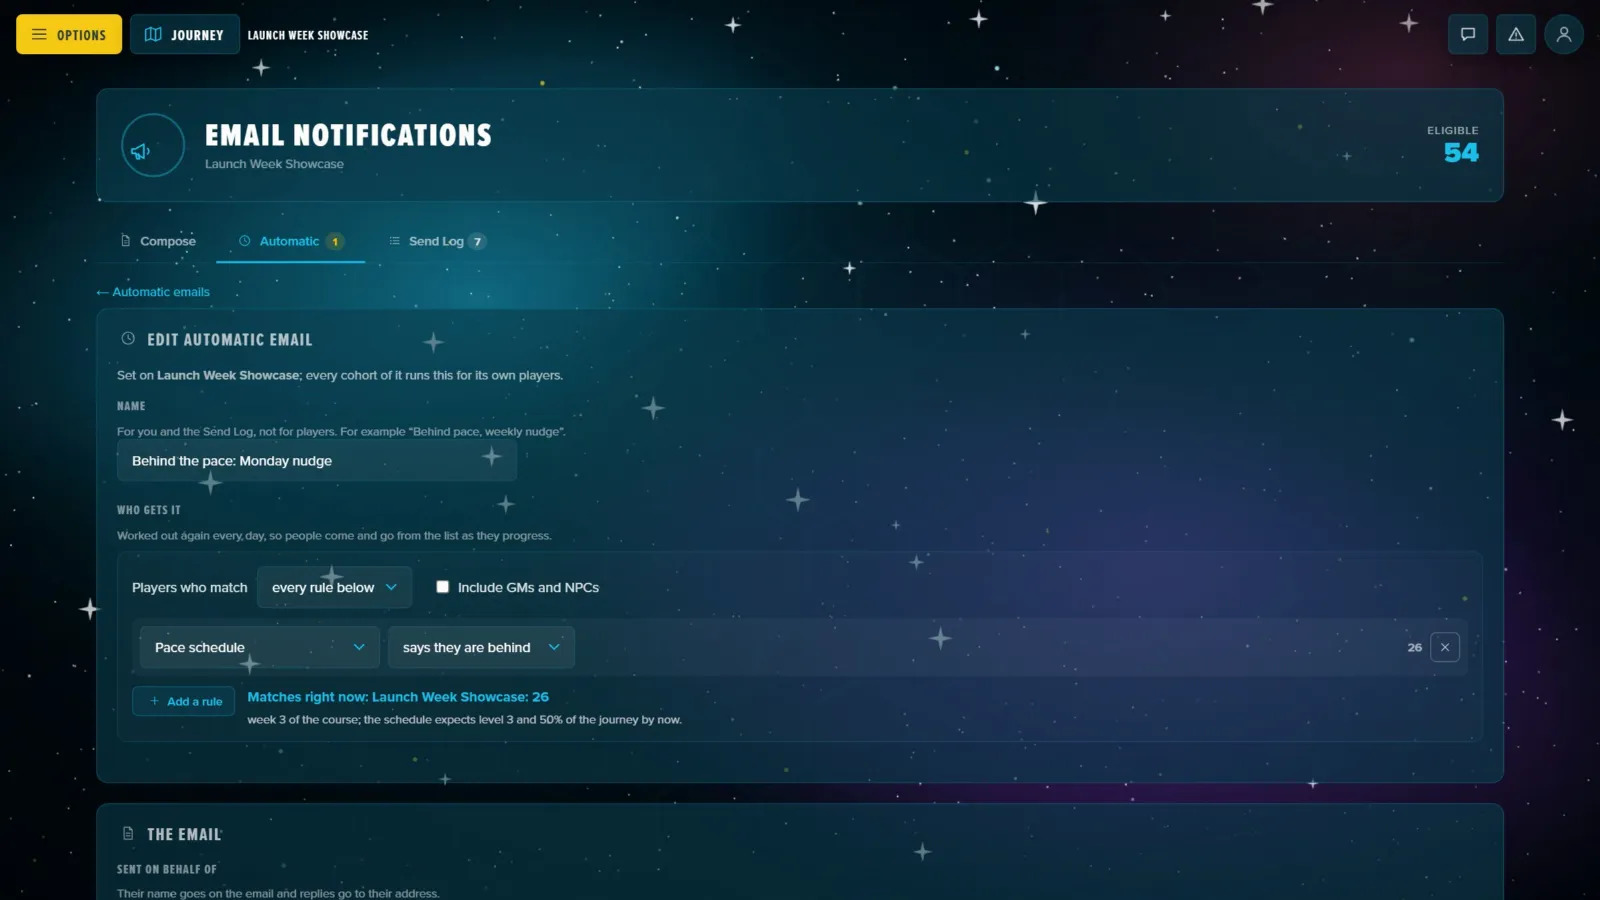 OPTIONS
JOURNEY
LAUNCH WEEK SHOWCASE
EMAIL NOTIFICATIONS
Launch Week Showcase
ELIGIBLE
54
Compose
Automatic 1
Send Log 7
← Automatic emails
EDIT AUTOMATIC EMAIL
Set on Launch Week Showcase; every cohort of it runs this for its own players.
NAME
For you and the Send Log, not for players. For example "Behind pace, weekly nudge".
Behind the pace: Monday nudge
WHO GETS IT
Worked out again every day, so people come and go from the list as they progress.
Players who match
every rule below
Include GMs and NPCs
Pace schedule
says they are behind
26
+ Add a rule
Matches right now: Launch Week Showcase: 26
week 3 of the course; the schedule expects level 3 and 50% of the journey by now.
THE EMAIL
SENT ON BEHALF OF
Their name goes on the email and replies go to their address.